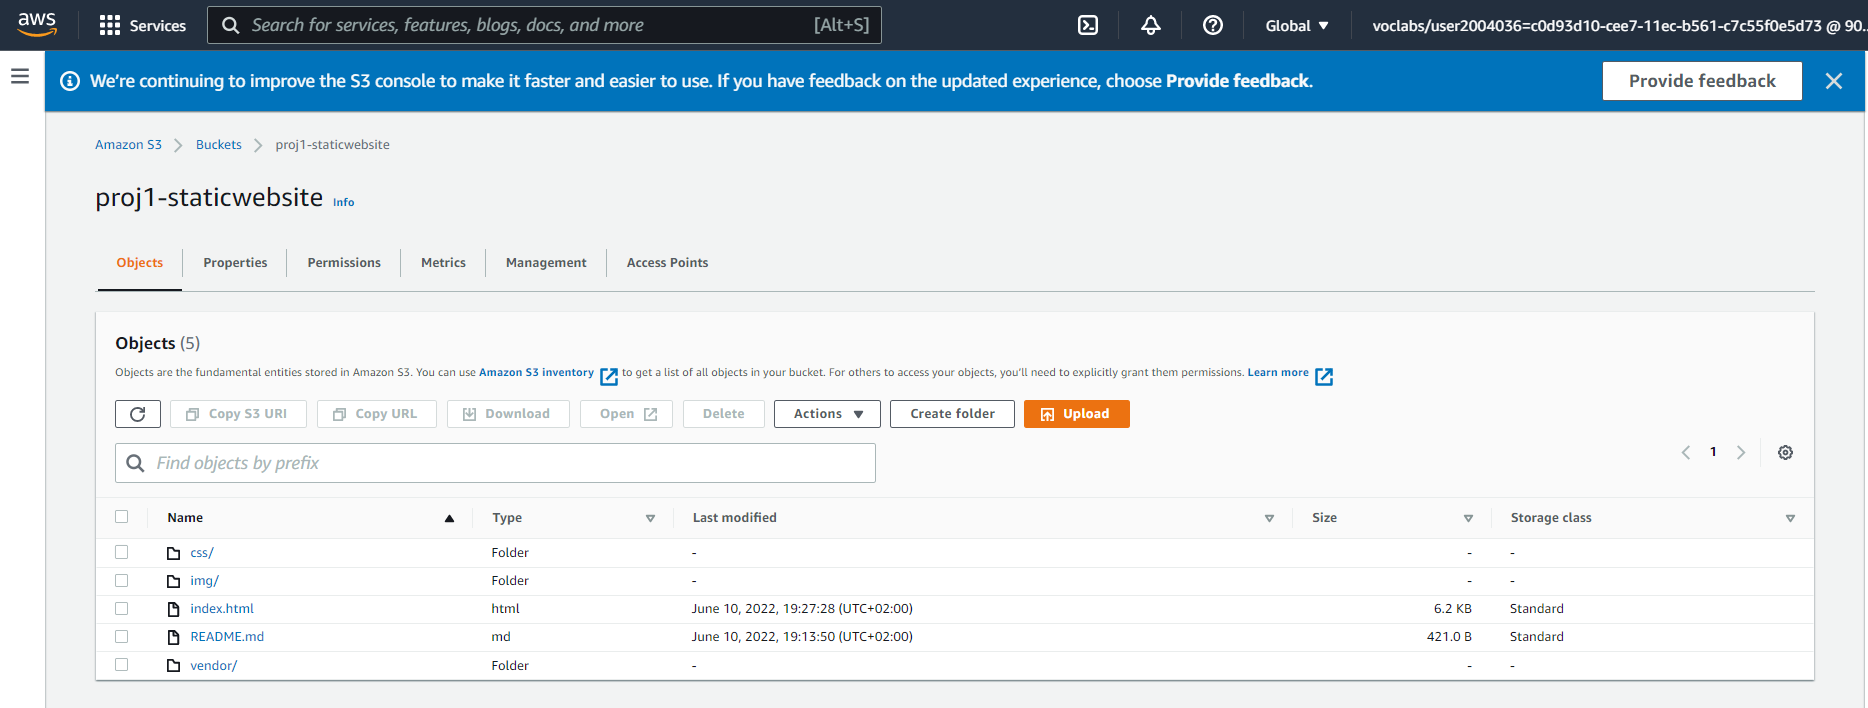 aws Services Search for services, features, blogs, docs, and more [Alt+S] Global voclabs/user2004036=c0d93d10-cee7-11ec-b561-c7c55f0e5d73 @ 90...
We're continuing to improve the S3 console to make it faster and easier to use. If you have feedback on the updated experience, choose Provide feedback. Provide feedback
Amazon S3 Buckets proj1-staticwebsite
proj1-staticwebsite Info
Objects Properties Permissions Metrics Management Access Points
Objects (5)
Objects are the fundamental entities stored in Amazon S3. You can use Amazon S3 inventory to get a list of all objects in your bucket. For others to access your objects, you'll need to explicitly grant them permissions. Learn more
Copy S3 URI Copy URL Download Open Delete Actions Create folder Upload
Find objects by prefix 1
Name Type Last modified Size Storage class
css/ Folder - - -
img/ Folder - - -
index.html html June 10, 2022, 19:27:28 (UTC+02:00) 6.2 KB Standard
README.md md June 10, 2022, 19:13:50 (UTC+02:00) 421.0 B Standard
vendor/ Folder - - -